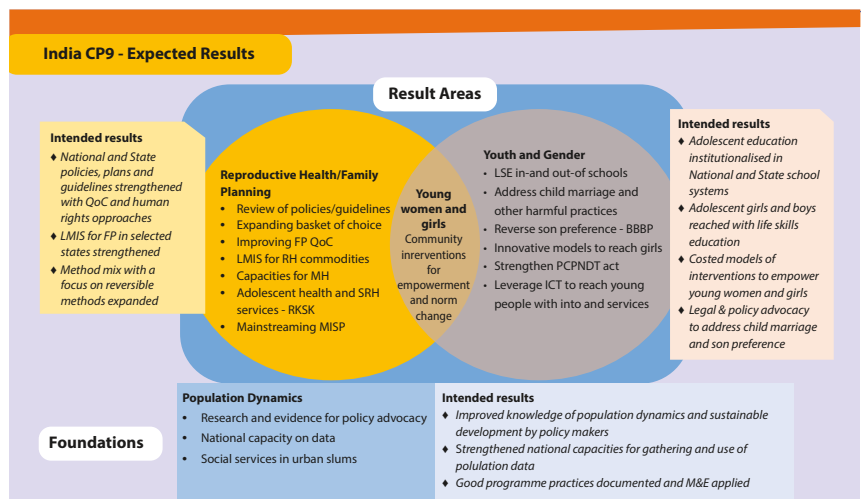 India CP9 - Expected Results
Result Areas
Intended results
♦ National and State
policies, plans and
guidelines strengthened
with QoC and human
rights approaches
♦ LMIS for FP in selected
states strengthened
♦ Method mix with a
focus on reversible
methods expanded
Reproductive Health/Family
Planning
• Review of policies/guidelines
• Expanding basket of choice
• Improving FP QoC
• LMIS for RH commodities
• Capacities for MH
• Adolescent health and SRH
services - RKSK
• Mainstreaming MISP
Young
women and
girls
Community
inrerventions
for
empowerment
and norm
change
Youth and Gender
• LSE in-and out-of schools
• Address child marriage and
other harmful practices
• Reverse son preference - BBBP
• Innovative models to reach girls
• Strengthen PCPNDT act
• Leverage ICT to reach young
people with into and services
Intended results
♦ Adolescent education
institutionalised in
National and State school
systems
♦ Adolescent girls and boys
reached with life skills
education
♦ Costed models of
interventions to empower
young women and girls
♦ Legal & policy advocacy
to address child marriage
and son preference
Foundations
Population Dynamics
• Research and evidence for policy advocacy
• National capacity on data
• Social services in urban slums
Intended results
♦ Improved knowledge of population dynamics and sustainable
development by policy makers
♦ Strengthened national capacities for gathering and use of
polulation data
♦ Good programme practices documented and M&E applied